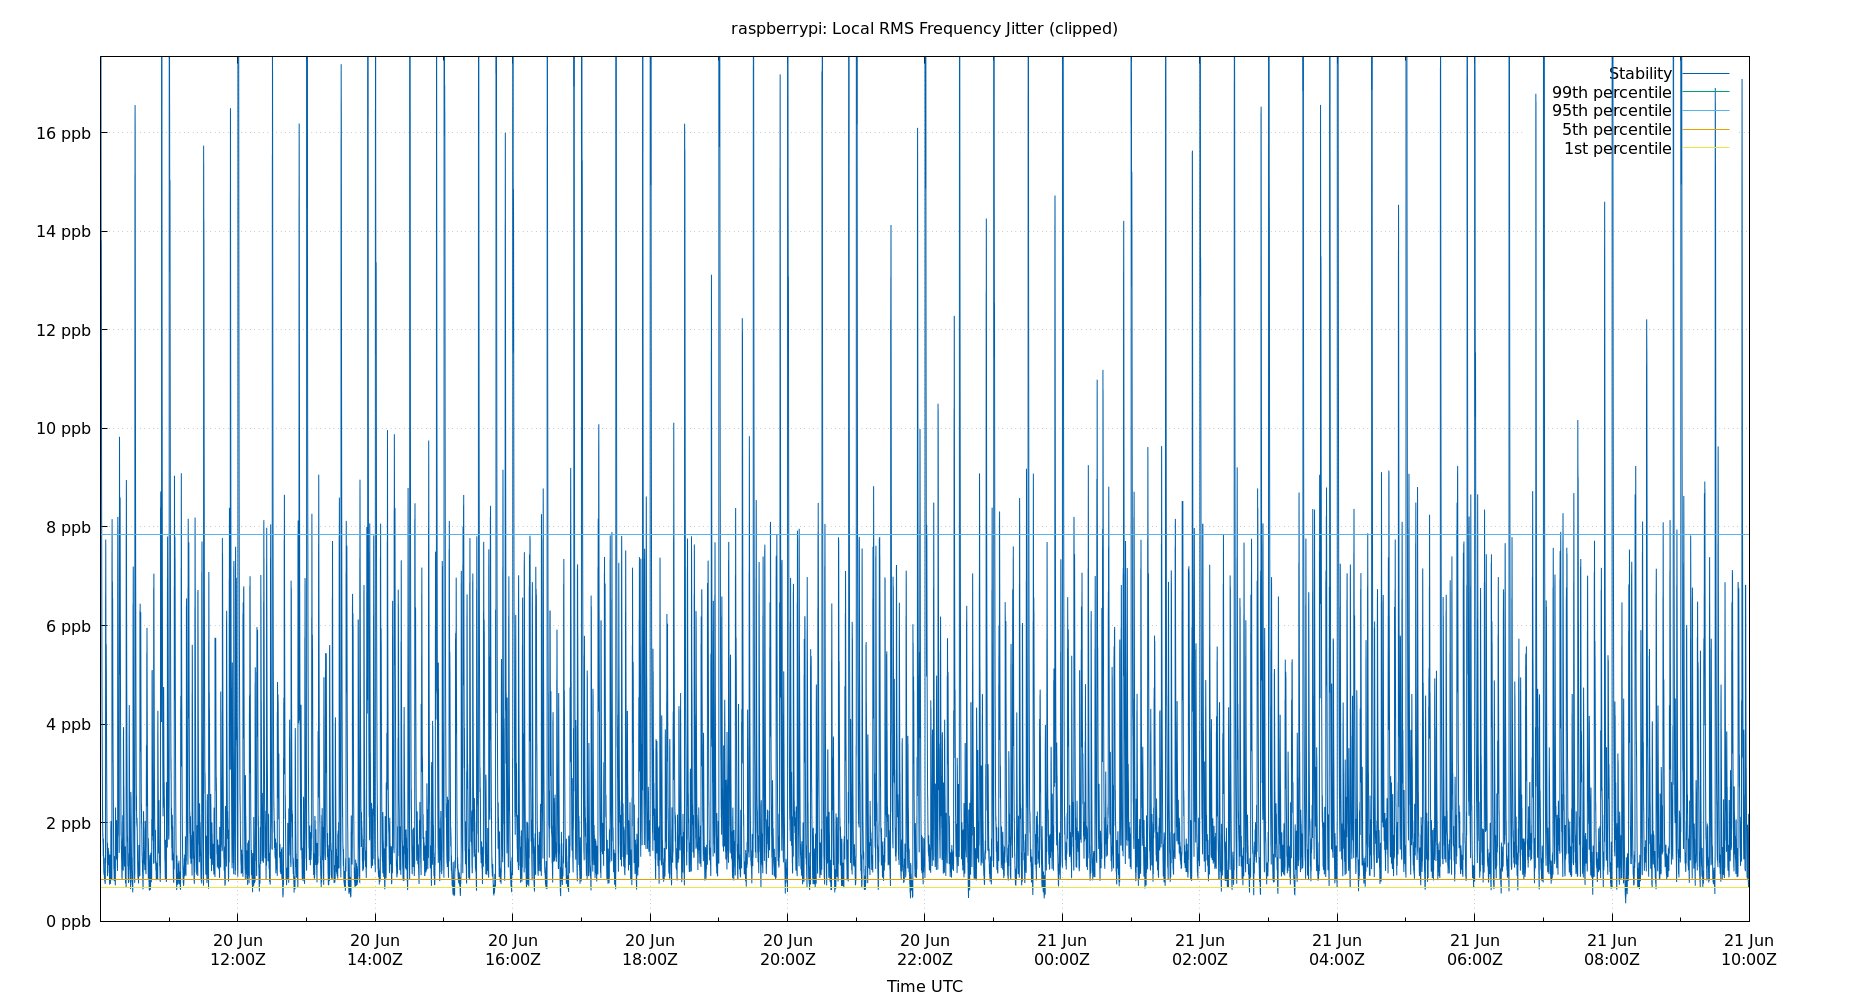 raspberrypi: Local RMS Frequency Jitter (clipped)
Stability
99th percentile
95th percentile
5th percentile
1st percentile
16 ppb
14 ppb
12 ppb
10 ppb
8 ppb
6 ppb
4 ppb
2 ppb
0 ppb
20 Jun 20 Jun 20 Jun 20 Jun 20 Jun 20 Jun 21 Jun 21 Jun 21 Jun 21 Jun 21 Jun 21 Jun
12:00Z 14:00Z 16:00Z 18:00Z 20:00Z 22:00Z 00:00Z 02:00Z 04:00Z 06:00Z 08:00Z 10:00Z
Time UTC